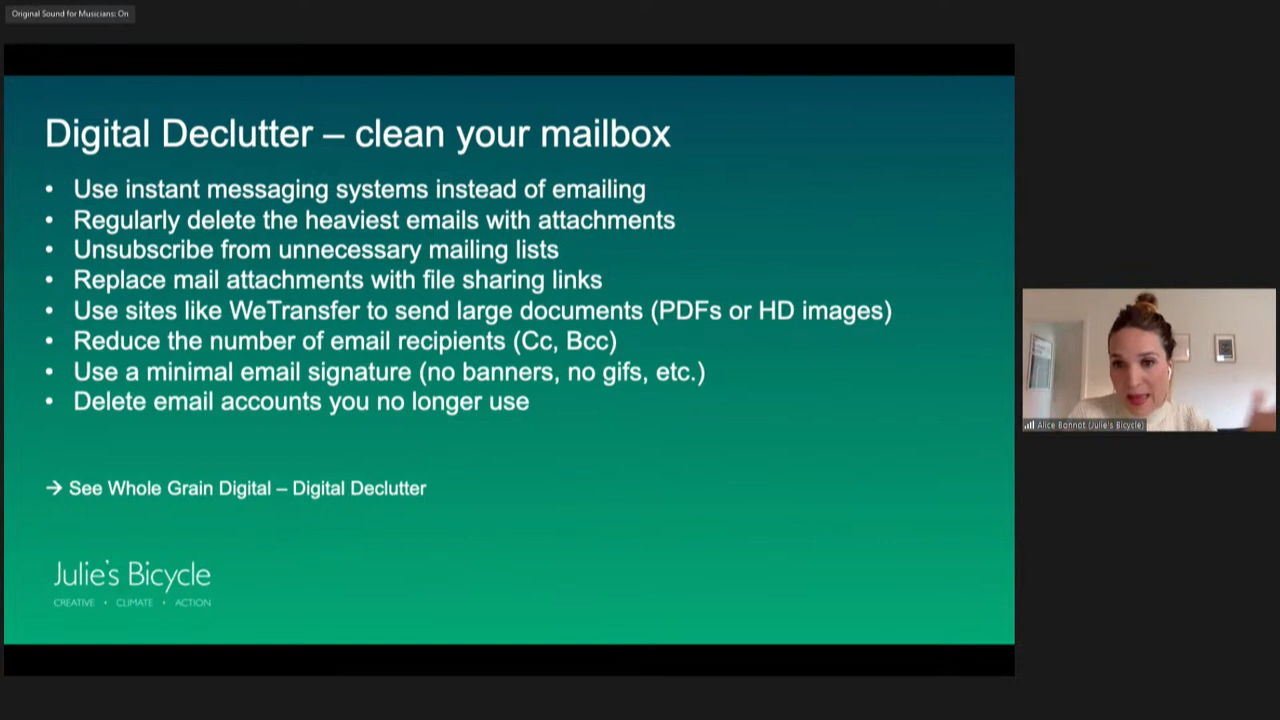 Original Sound for Musicians: On
Digital Declutter – clean your mailbox
• Use instant messaging systems instead of emailing
• Regularly delete the heaviest emails with attachments
• Unsubscribe from unnecessary mailing lists
• Replace mail attachments with file sharing links
• Use sites like WeTransfer to send large documents (PDFs or HD images)
• Reduce the number of email recipients (Cc, Bcc)
• Use a minimal email signature (no banners, no gifs, etc.)
• Delete email accounts you no longer use
→ See Whole Grain Digital – Digital Declutter
Julie's Bicycle
CREATIVE • CLIMATE • ACTION
Alice Bonnot (Julie's Bicycle)